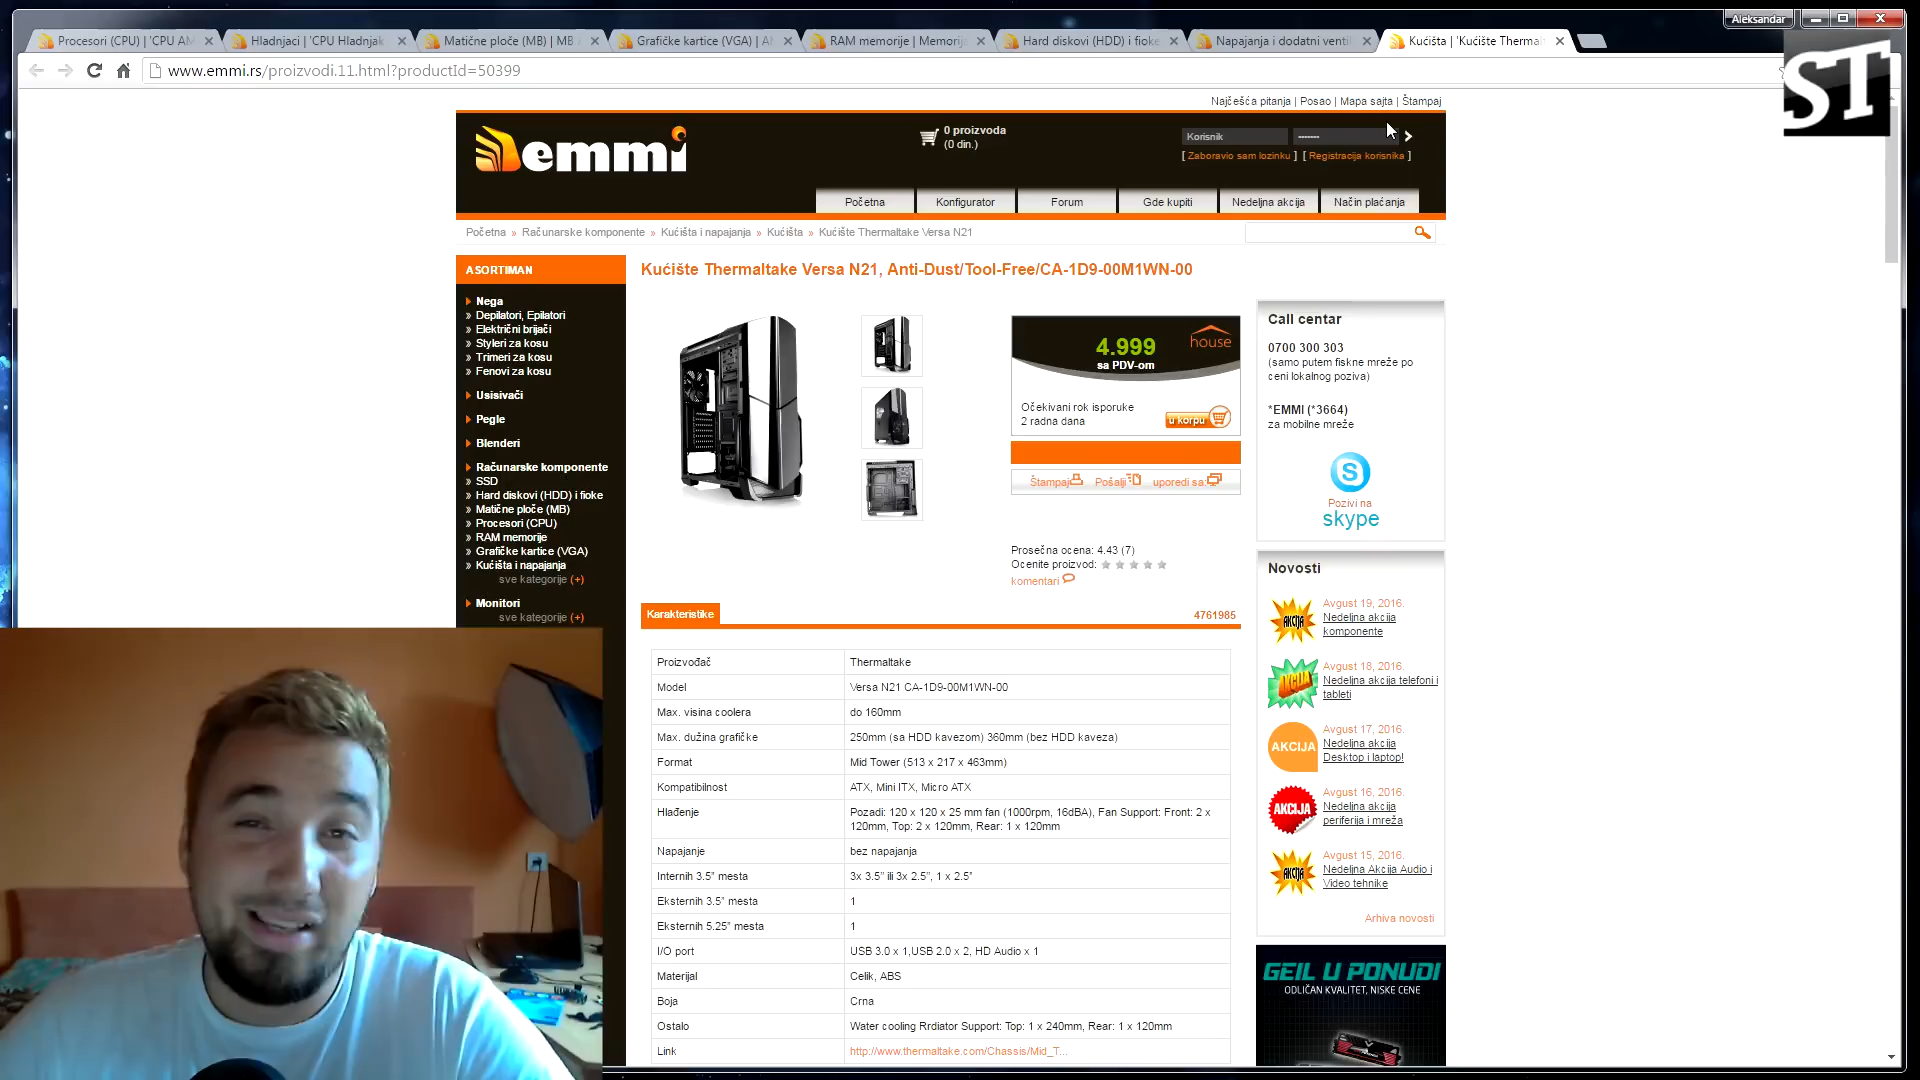 Aleksandar
Procesori (CPU) | 'CPU AM
Hladnjaci | 'CPU Hladnjak
Matične ploče (MB) | MB
Grafičke kartice (VGA) | A
RAM memorije | Memorija
Hard diskovi (HDD) i fioke
Napajanja i dodatni venti
Kućišta | 'Kućište Thermal
www.emmi.rs/proizvodi.11.html?productId=50399
ST
Najčešća pitanja | Posao | Mapa sajta | Štampaj
emmi
0 proizvoda
(0 din.)
Korisnik
-------
[ Zaboravio sam lozinku ] [ Registracija korisnika ]
Početna
Konfigurator
Forum
Gde kupiti
Nedeljna akcija
Način plaćanja
Početna » Računarske komponente » Kućišta i napajanja » Kućišta » Kućište Thermaltake Versa N21
ASORTIMAN
Nega
» Depilatori, Epilatori
» Električni brijači
» Styleri za kosu
» Trimeri za kosu
» Fenovi za kosu
Usisivači
Pegle
Blenderi
Računarske komponente
» SSD
» Hard diskovi (HDD) i fioke
» Matične ploče (MB)
» Procesori (CPU)
» RAM memorije
» Grafičke kartice (VGA)
» Kućišta i napajanja
sve kategorije (+)
Monitori
sve kategorije (+)
Kućište Thermaltake Versa N21, Anti-Dust/Tool-Free/CA-1D9-00M1WN-00
4.999
sa PDV-om
house
Očekivani rok isporuke
2 radna dana
u korpu
Štampaj
Pošalji
uporedi sa:
Prosečna ocena: 4.43 (7)
Ocenite proizvod:
komentari
Karakteristike
4761985
Proizvođač Thermaltake
Model Versa N21 CA-1D9-00M1WN-00
Max. visina coolera do 160mm
Max. dužina grafičke 250mm (sa HDD kavezom) 360mm (bez HDD kaveza)
Format Mid Tower (513 x 217 x 463mm)
Kompatibilnost ATX, Mini ITX, Micro ATX
Hlađenje Pozadi: 120 x 120 x 25 mm fan (1000rpm, 16dBA), Fan Support: Front: 2 x
120mm, Top: 2 x 120mm, Rear: 1 x 120mm
Napajanje bez napajanja
Internih 3.5" mesta 3x 3.5" ili 3x 2.5", 1 x 2.5"
Eksternih 3.5" mesta 1
Eksternih 5.25" mesta 1
I/O port USB 3.0 x 1,USB 2.0 x 2, HD Audio x 1
Materijal Celik, ABS
Boja Crna
Ostalo Water cooling Rrdiator Support: Top: 1 x 240mm, Rear: 1 x 120mm
Link http://www.thermaltake.com/Chassis/Mid_T...
Call centar
0700 300 303
(samo putem fiskne mreže po
ceni lokalnog poziva)
*EMMI (*3664)
za mobilne mreže
Pozivi na
skype
Novosti
AKCIJA
Avgust 19, 2016.
Nedeljna akcija
komponente
AKCIJA
Avgust 18, 2016.
Nedeljna akcija telefoni i
tableti
AKCIJA
Avgust 17, 2016.
Nedeljna akcija
Desktop i laptop!
AKCIJA
Avgust 16, 2016.
Nedeljna akcija
periferija i mreža
AKCIJA
Avgust 15, 2016.
Nedeljna Akcija Audio i
Video tehnike
Arhiva novosti
GEIL U PONUDI
ODLIČAN KVALITET, NISKE CENE